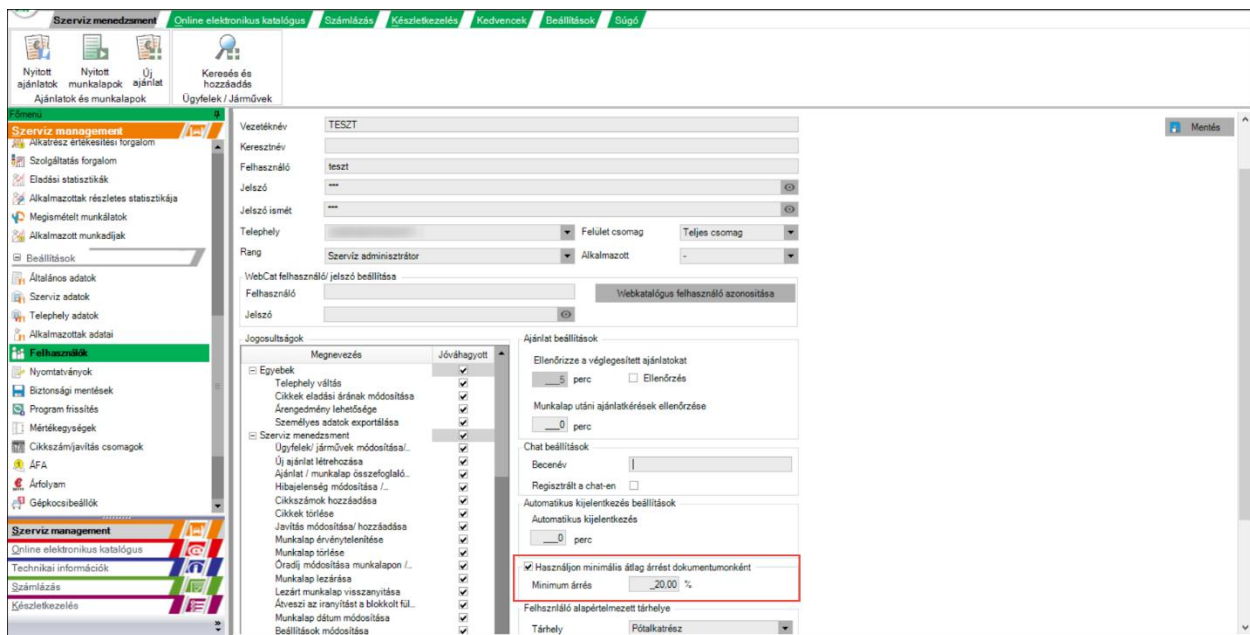 Szerviz menedzsment Online elektronikus katalógus Számlázás Készletkezelés Kedvencek Beállítások Súgó
Nyitott ajánlatok
Nyitott munkalapok
Új ajánlat
Keresés és hozzáadás
Ajánlatok és munkalapok
Ügyfelek / Járművek
Főmenü
Szerviz management
Alkatrész értékesítési forgalom
Szolgáltatás forgalom
Eladási statisztikák
Alkalmazottak részletes statisztikája
Megismételt munkálatok
Alkalmazott munkadíjak
Beállítások
Általános adatok
Szerviz adatok
Telephely adatok
Alkalmazottak adatai
Felhasználók
Nyomtatványok
Biztonsági mentések
Program frissítés
Mértékegységek
Cikkszám/javítás csomagok
ÁFA
Árfolyam
Gépkocsibeállók
Szerviz management
Online elektronikus katalógus
Technikai információk
Számlázás
Készletkezelés
Vezetéknév TESZT
Mentés
Keresztnév
Felhasználó teszt
Jelszó ***
Jelszó ismét ***
Telephely
Felület csomag Teljes csomag
Rang Szervíz adminisztrátor
Alkalmazott -
WebCat felhasználó/ jelszó beállítása
Felhasználó
Webkatalógus felhasználó azonosítása
Jelszó
Jogosultságok
Megnevezés Jóváhagyott
Egyebek
Telephely váltás
Cikkek eladási árának módosítása
Árengedmény lehetősége
Személyes adatok exportálása
Szerviz menedzsment
Ügyfelek/ járművek módosítása/..
Új ajánlat létrehozása
Ajánlat / munkalap összefoglaló..
Hibajelenség módosítása /..
Cikkszámok hozzáadása
Cikkek törlése
Javítás módosítása/ hozzáadása
Munkalap érvénytelenítése
Munkalap törlése
Óradíj módosítása munkalapon /..
Munkalap lezárása
Lezárt munkalap visszanyitása
Átveszi az iranyítást a blokkolt fül..
Munkalap dátum módosítása
Beállítások módosítása
Ajánlat beállítások
Ellenőrizze a véglegesített ajánlatokat
___5 perc Ellenőrzés
Munkalap utáni ajánlatkérések ellenőrzése
___0 perc
Chat beállítások
Becenév
Regisztrált a chat-en
Automatikus kijelentkezés beállítások
Automatikus kijelentkezés
___0 perc
Használjon minimális átlag árrést dokumentumonként
Minimum árrés _20.00 %
Felhsznláló alapértelmezett tárhelye
Tárhely Pótalkatrész